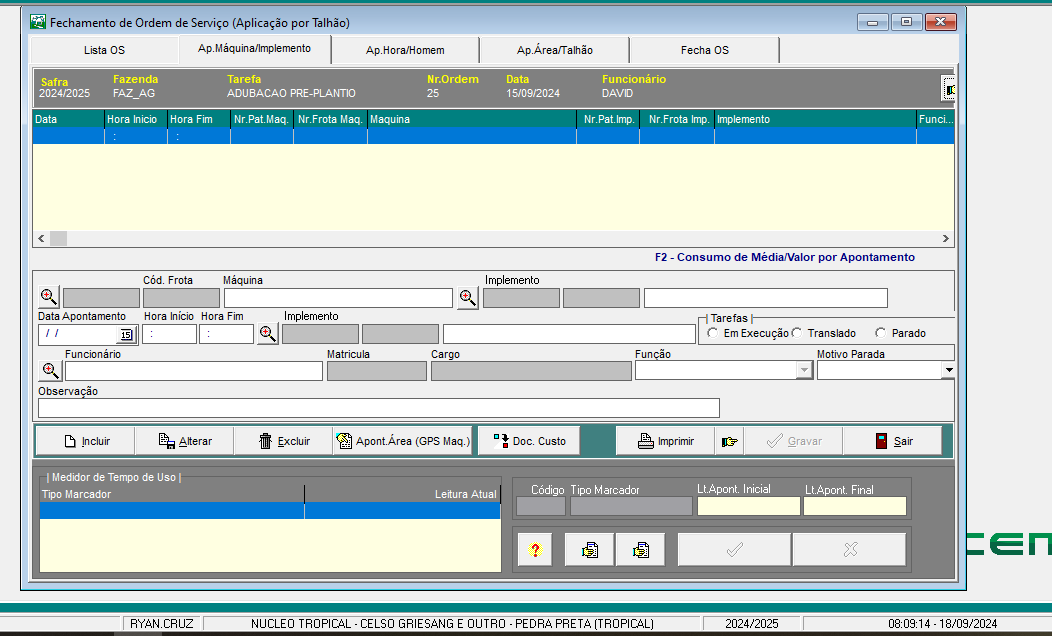 Fechamento de Ordem de Serviço (Aplicação por Talhão)
Lista OS Ap.Máquina/Implemento Ap.Hora/Homem Ap.Área/Talhão Fecha OS
Safra Fazenda Tarefa Nr.Ordem Data Funcionário
2024/2025 FAZ_AG ADUBACAO PRE-PLANTIO 25 15/09/2024 DAVID
Data Hora Inicio Hora Fim Nr.Pat.Maq. Nr.Frota Maq. Maquina Nr.Pat.Imp. Nr.Frota Imp. Implemento Funci...
: :
F2 - Consumo de Média/Valor por Apontamento
Cód. Frota Máquina Implemento
Data Apontamento Hora Início Hora Fim Implemento Tarefas
/ / 15 : : Em Execução Translado Parado
Funcionário Matricula Cargo Função Motivo Parada
Observação
Incluir Alterar Excluir Apont.Área (GPS Maq.) Doc. Custo Imprimir Gravar Sair
Medidor de Tempo de Uso
Tipo Marcador Leitura Atual
Código Tipo Marcador Lt.Apont. Inicial Lt.Apont. Final
RYAN.CRUZ NUCLEO TROPICAL - CELSO GRIESANG E OUTRO - PEDRA PRETA (TROPICAL) 2024/2025 08:09:14 - 18/09/2024